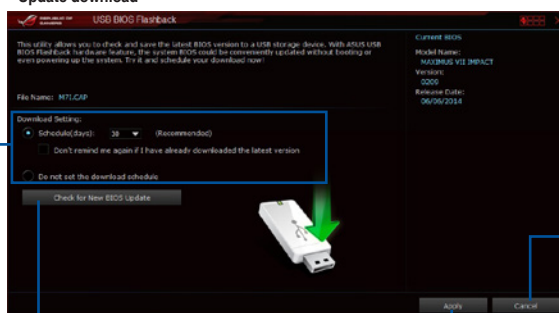 Update download
USB BIOS Flashback
This utility allows you to check and save the latest BIOS version to a USB storage device. With ASUS USB
BIOS Flashback hardware feature, the system BIOS could be conveniently updated without booting or
even powering up the system. Try it and schedule your download now!
File Name: M7I.CAP
Download Setting:
Schedule(days): 30 (Recommended)
Don't remind me again if I have already downloaded the latest version
Do not set the download schedule
Check for New BIOS Update
Current BIOS
Model Name:
MAXIMUS VII IMPACT
Version:
0209
Release Date:
06/06/2014
Apply
Cancel